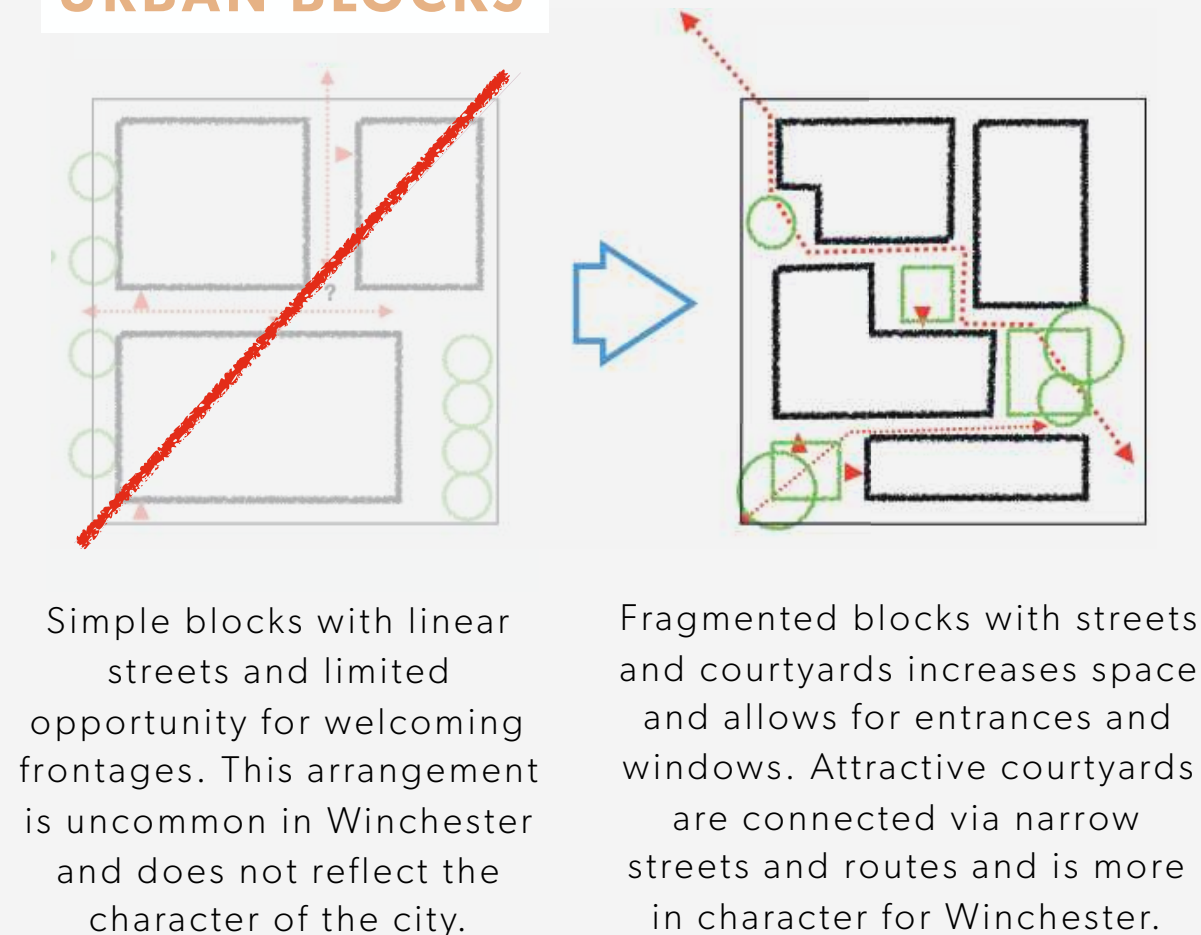 URBAN BLOCKS
?
Simple blocks with linear
streets and limited
opportunity for welcoming
frontages. This arrangement
is uncommon in Winchester
and does not reflect the
character of the city.
Fragmented blocks with streets
and courtyards increases space
and allows for entrances and
windows. Attractive courtyards
are connected via narrow
streets and routes and is more
in character for Winchester.